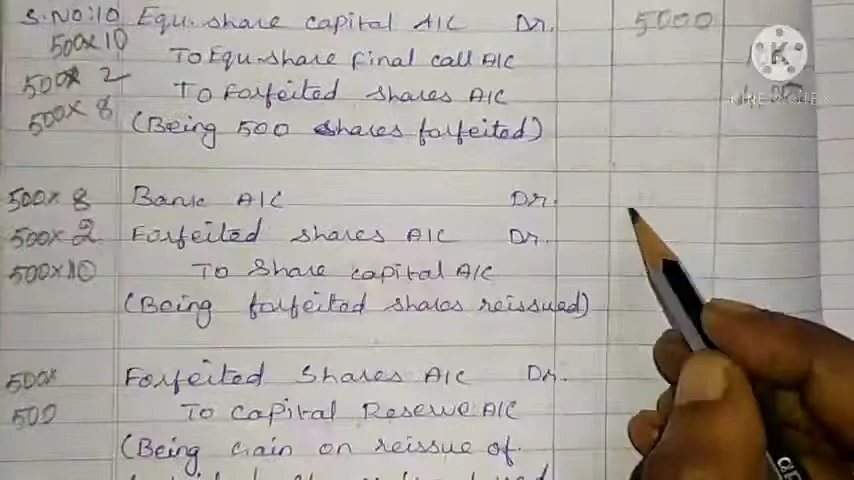 S.No:10 Equ.share capital A/C Dr. 5000
500x10 To Equ.share final call A/C
500x 2 To Forfeited shares A/C
500x 8 (Being 500 shares forfeited)
500x 8 Bank A/C Dr.
500x 2 Forfeited shares A/C Dr.
500x10 To share capital A/C
(Being forfeited shares reissued)
500x Forfeited shares A/C Dr.
500 To capital Reserve A/C
(Being gain on reissue of
K